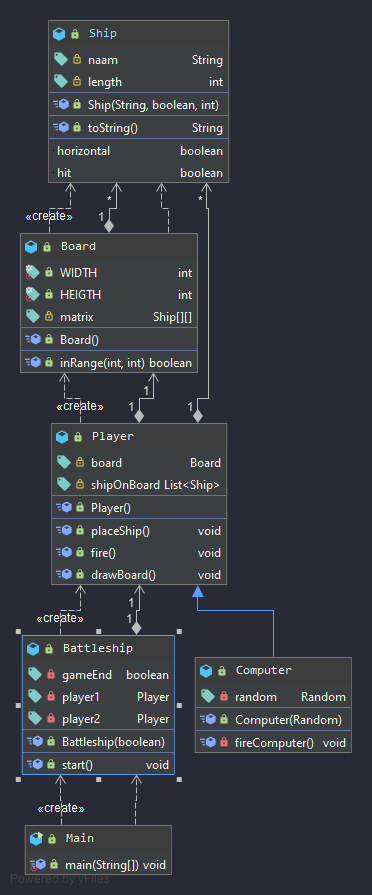 Ship
naam String
length int
Ship(String, boolean, int)
toString() String
horizontal boolean
hit boolean
«create» 1 * *
Board
WIDTH int
HEIGTH int
matrix Ship[][]
Board()
inRange(int, int) boolean
«create» 1 1 1
Player
board Board
shipOnBoard List<Ship>
Player()
placeShip() void
fire() void
drawBoard() void
«create» 1 1
Battleship
gameEnd boolean
player1 Player
player2 Player
Battleship(boolean)
start() void
Computer
random Random
Computer(Random)
fireComputer() void
«create»
Main
main(String[]) void
Powered by yFiles